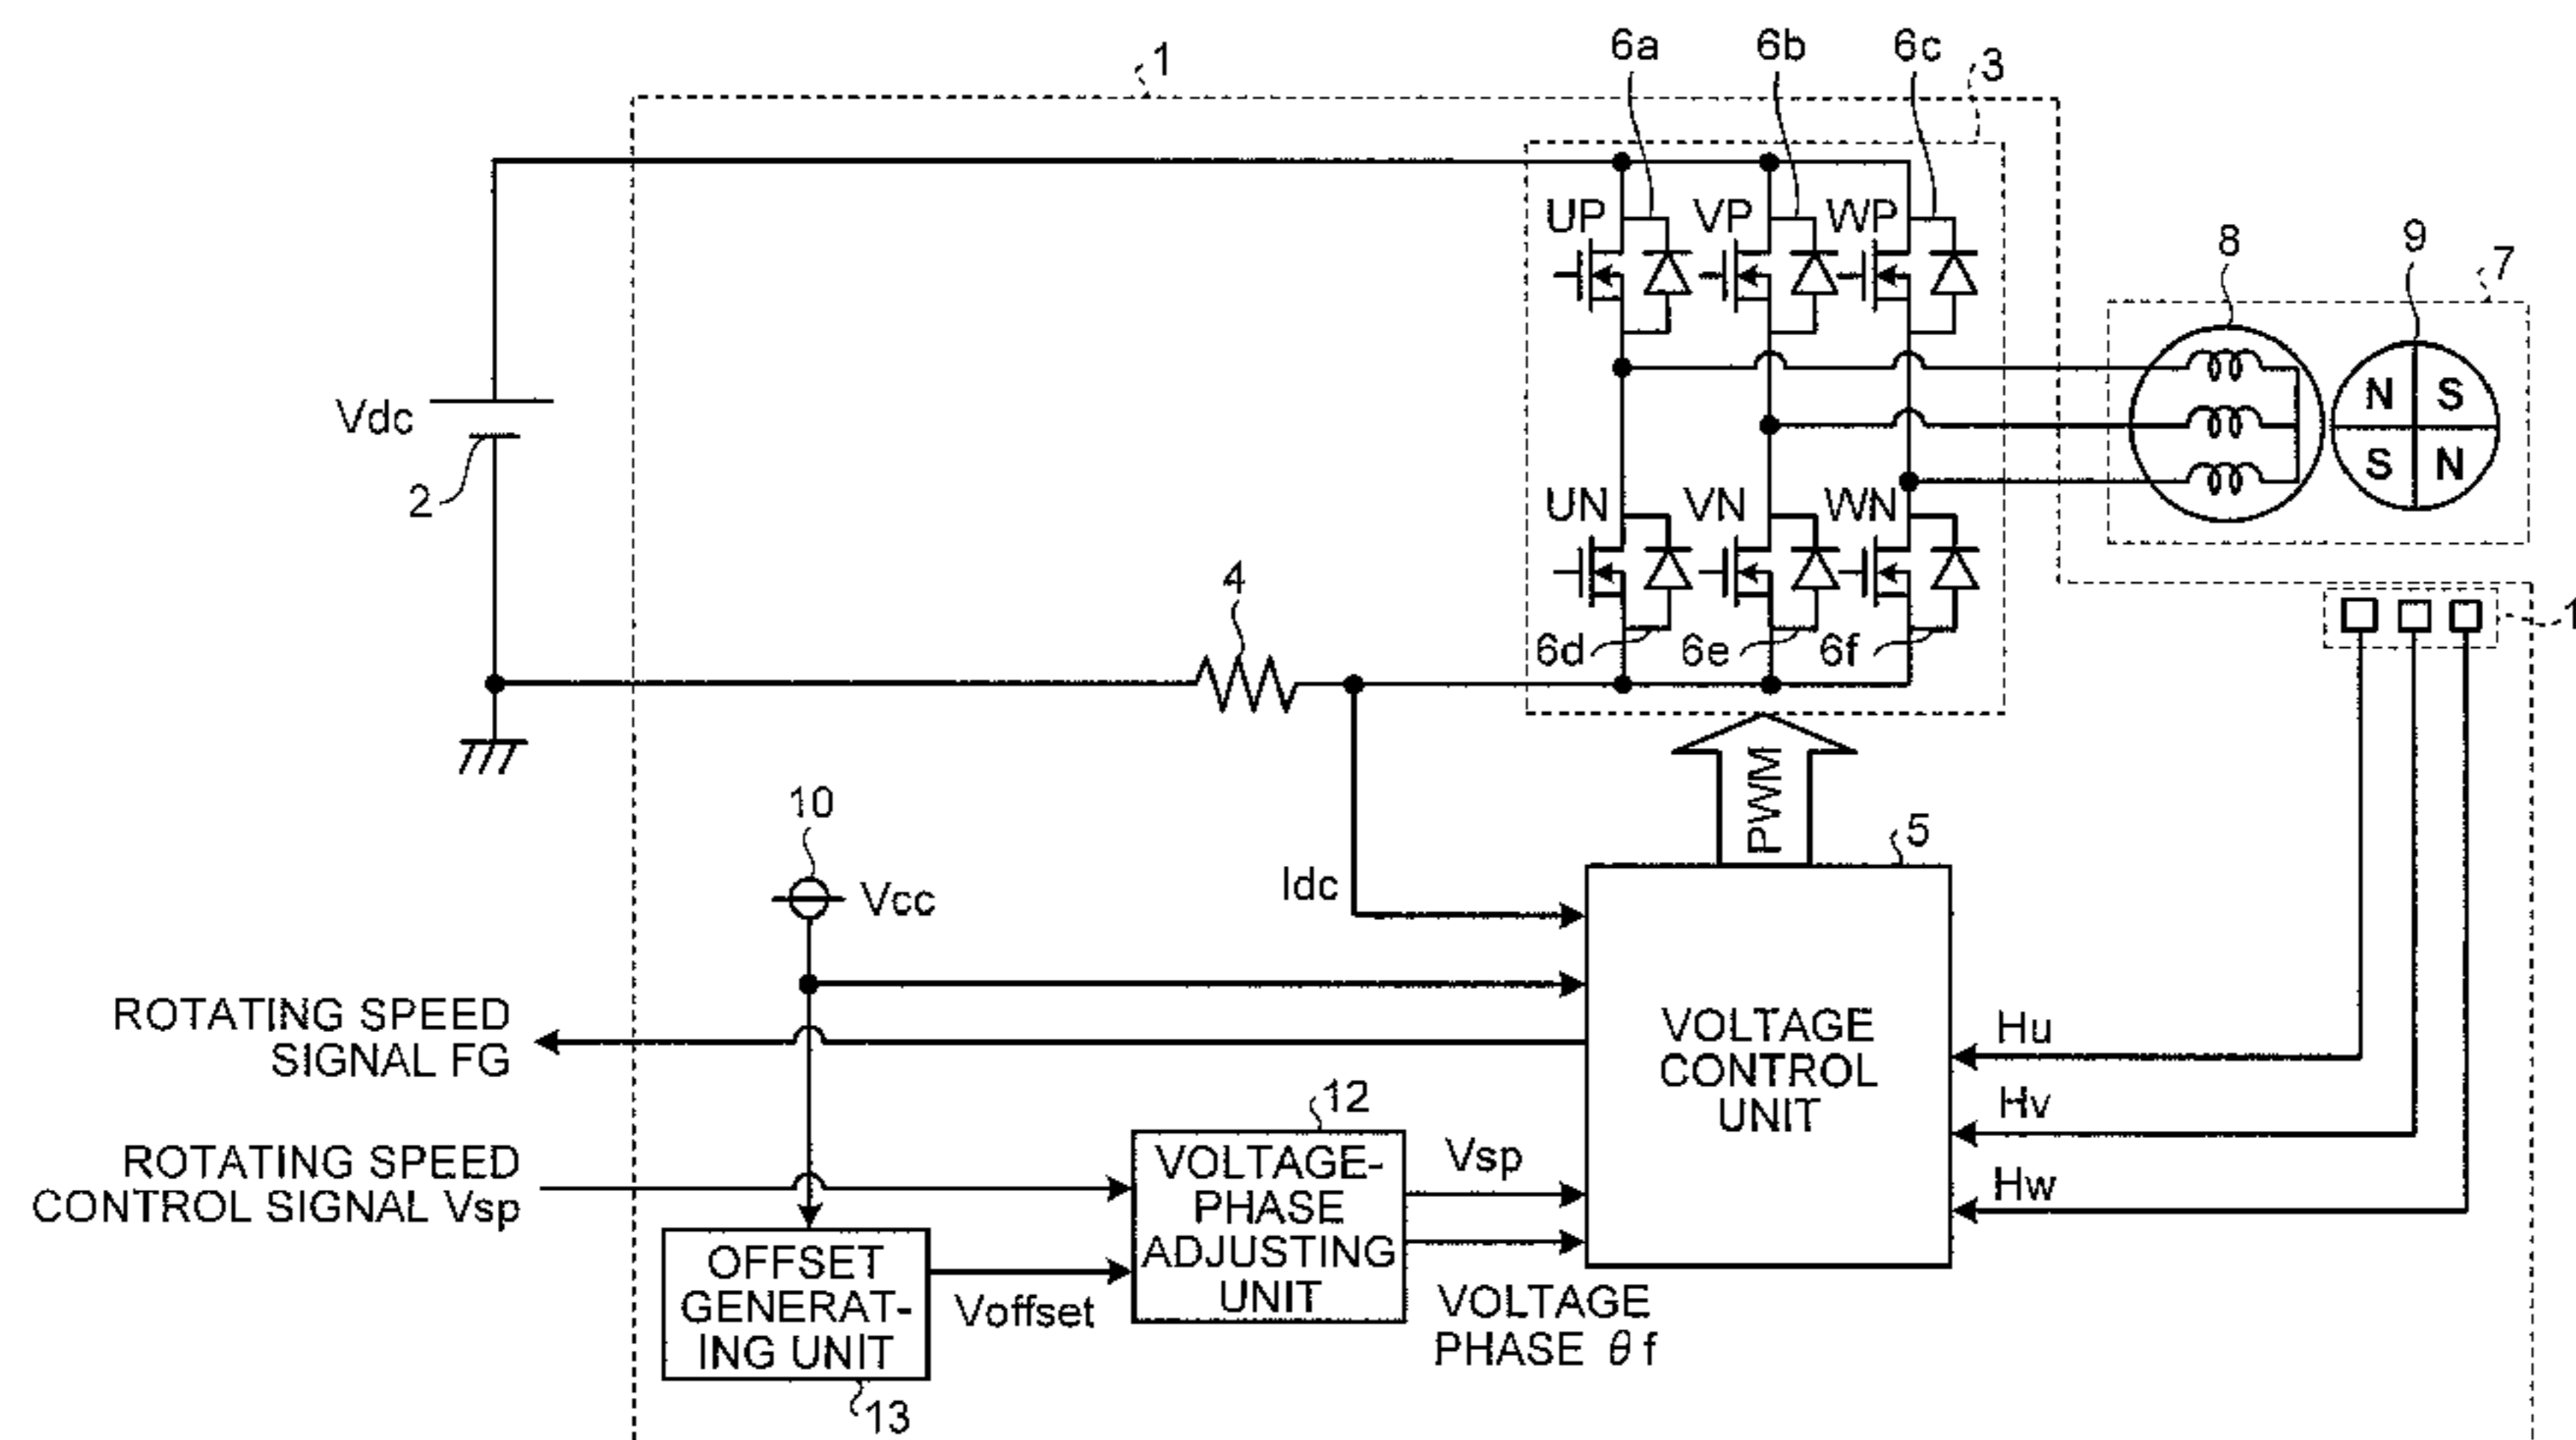 1
6a
6b
6c
3
UP
VP
WP
8
9
7
Vdc
2
N
S
S
N
UN
VN
WN
4
6d
6e
6f
PWM
10
Vcc
Idc
5
ROTATING SPEED
SIGNAL FG
VOLTAGE
CONTROL
UNIT
Hu
Hv
Hw
12
ROTATING SPEED
CONTROL SIGNAL Vsp
VOLTAGE-
PHASE
ADJUSTING
UNIT
Vsp
OFFSET
GENERAT-
ING UNIT
Voffset
VOLTAGE
PHASE θf
13